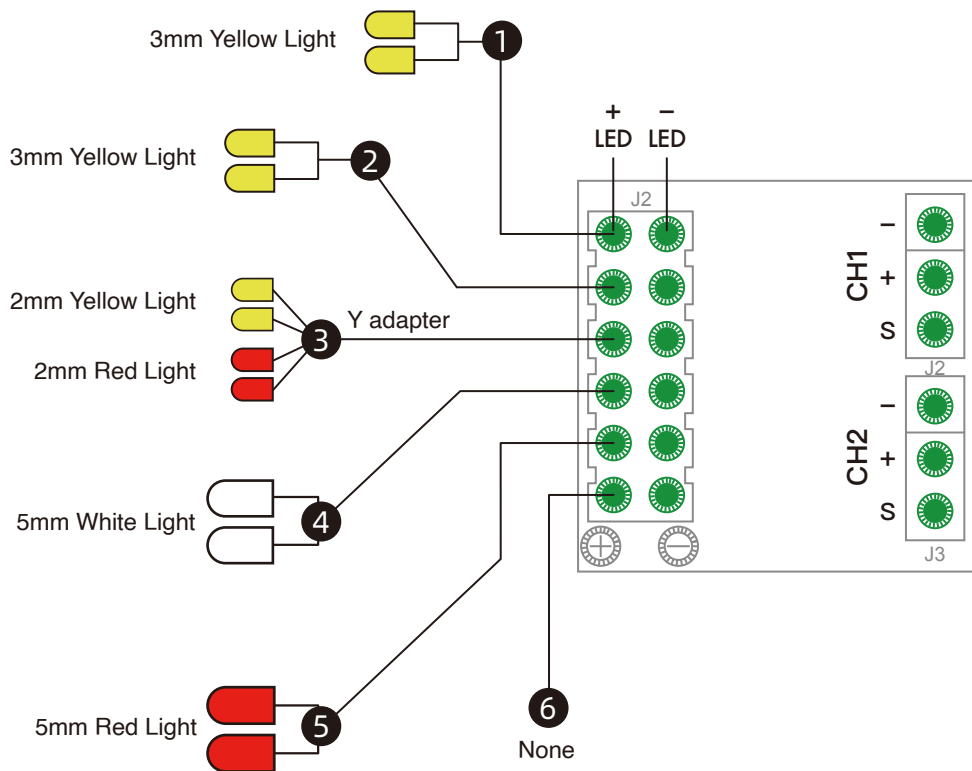 3mm Yellow Light
1
+ −
LED LED
3mm Yellow Light
2
J2
−
CH1
+
S
J2
2mm Yellow Light
3
Y adapter
2mm Red Light
−
CH2
+
S
J3
5mm White Light
4
+ −
6
None
5mm Red Light
5